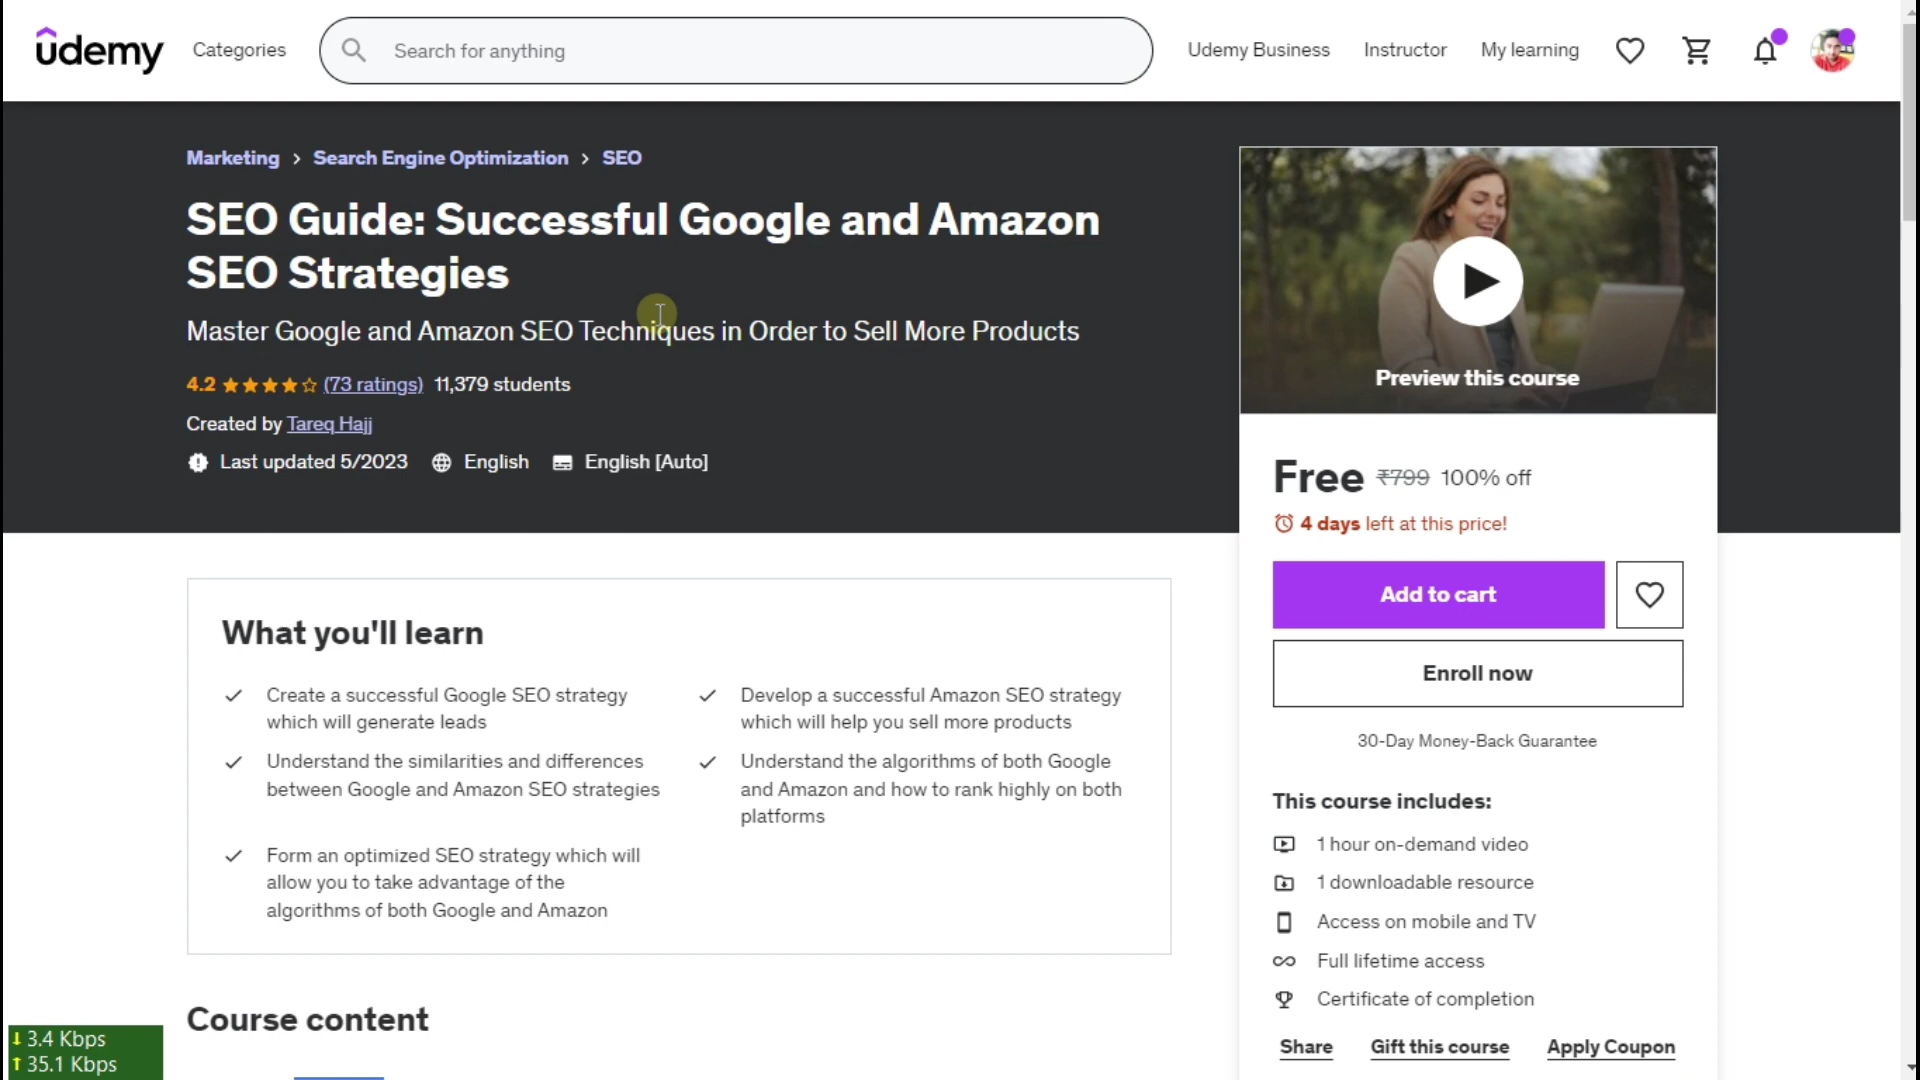 ûdemy
Categories
Search for anything
Udemy Business
Instructor
My learning
Marketing > Search Engine Optimization > SEO
SEO Guide: Successful Google and Amazon
SEO Strategies
Master Google and Amazon SEO Techniques in Order to Sell More Products
4.2 (73 ratings) 11,379 students
Created by Tareq Hajj
Last updated 5/2023 English English [Auto]
Preview this course
Free ₹799 100% off
4 days left at this price!
Add to cart
Enroll now
30-Day Money-Back Guarantee
This course includes:
1 hour on-demand video
1 downloadable resource
Access on mobile and TV
Full lifetime access
Certificate of completion
Share Gift this course Apply Coupon
What you'll learn
Create a successful Google SEO strategy
which will generate leads
Develop a successful Amazon SEO strategy
which will help you sell more products
Understand the similarities and differences
between Google and Amazon SEO strategies
Understand the algorithms of both Google
and Amazon and how to rank highly on both
platforms
Form an optimized SEO strategy which will
allow you to take advantage of the
algorithms of both Google and Amazon
Course content
3.4 Kbps
35.1 Kbps